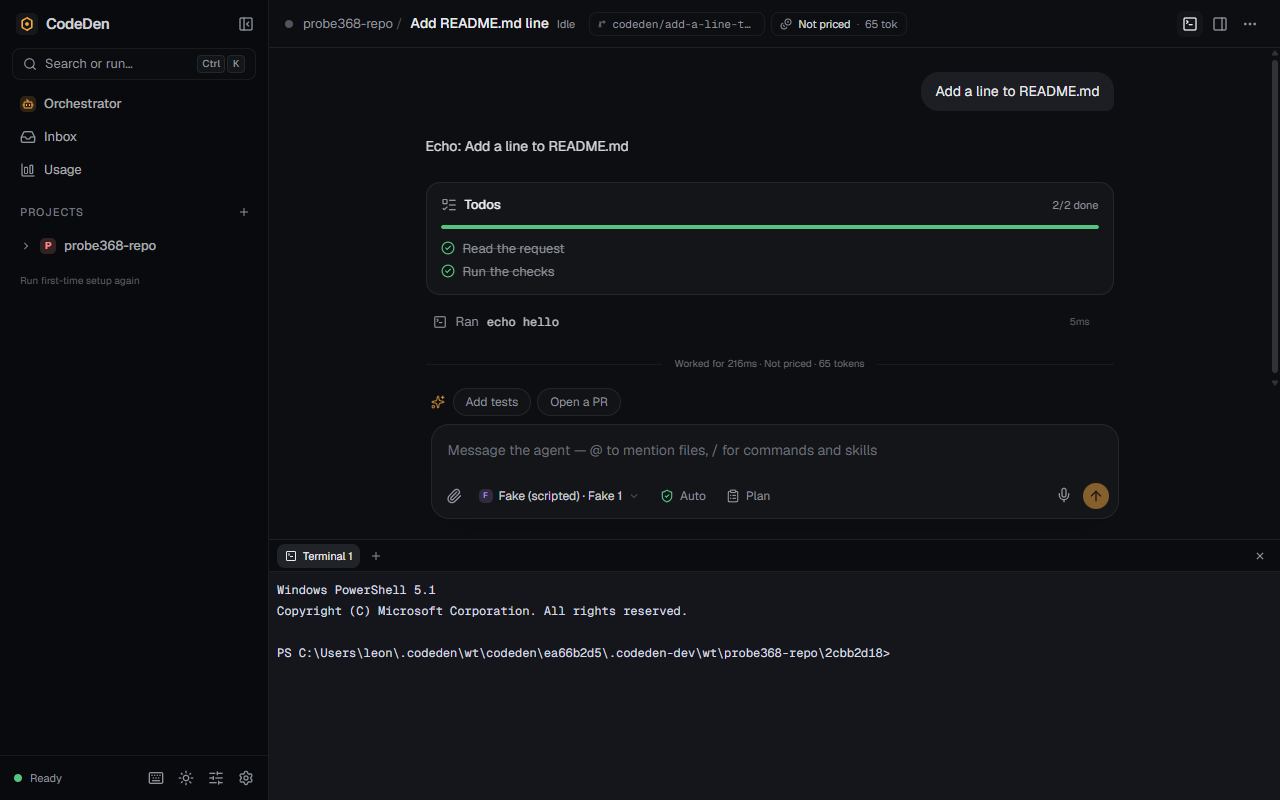 CodeDen
Search or run... Ctrl K
Orchestrator
Inbox
Usage
PROJECTS
P probe368-repo
Run first-time setup again
Ready
probe368-repo / Add README.md line Idle codeden/add-a-line-t… Not priced · 65 tok
Add a line to README.md
Echo: Add a line to README.md
Todos 2/2 done
Read the request
Run the checks
Ran echo hello 5ms
Worked for 216ms · Not priced · 65 tokens
Add tests Open a PR
Message the agent — @ to mention files, / for commands and skills
F Fake (scripted) · Fake 1 Auto Plan
Terminal 1
Windows PowerShell 5.1
Copyright (C) Microsoft Corporation. All rights reserved.
PS C:\Users\leon\.codeden\wt\codeden\ea66b2d5\.codeden-dev\wt\probe368-repo\2cbb2d18>